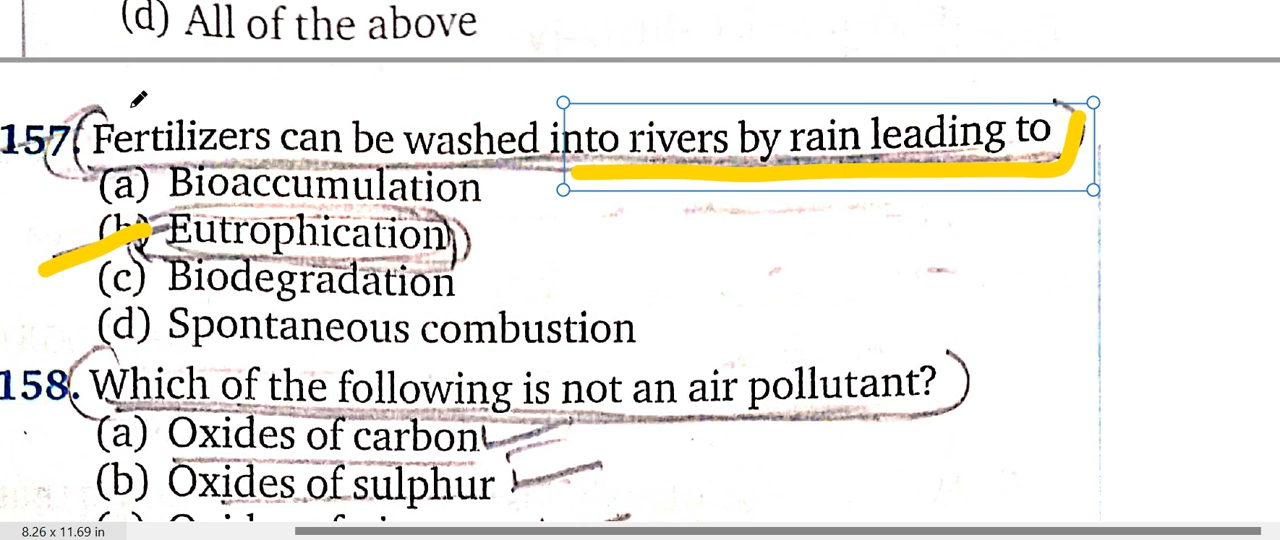 (d) All of the above
157. Fertilizers can be washed into rivers by rain leading to
(a) Bioaccumulation
(b) Eutrophication
(c) Biodegradation
(d) Spontaneous combustion
158. Which of the following is not an air pollutant?
(a) Oxides of carbon
(b) Oxides of sulphur
8.26 x 11.69 in